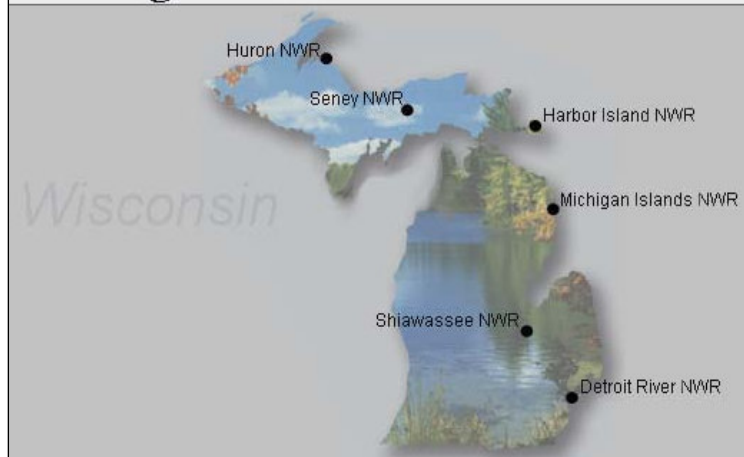 Huron NWR
Seney NWR
Harbor Island NWR
Michigan Islands NWR
Wisconsin
Shiawassee NWR
Detroit River NWR